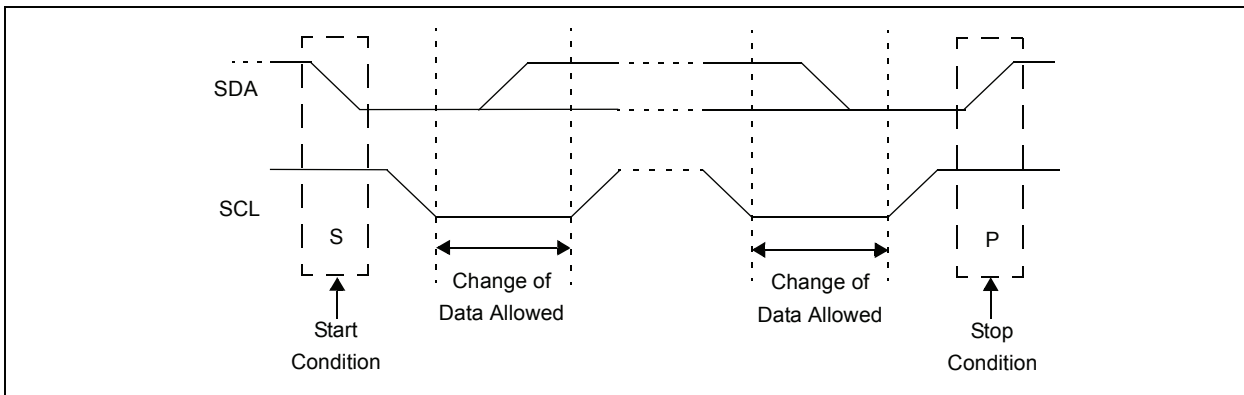 SDA
SCL
S
P
Change of
Data Allowed
Change of
Data Allowed
Start
Condition
Stop
Condition